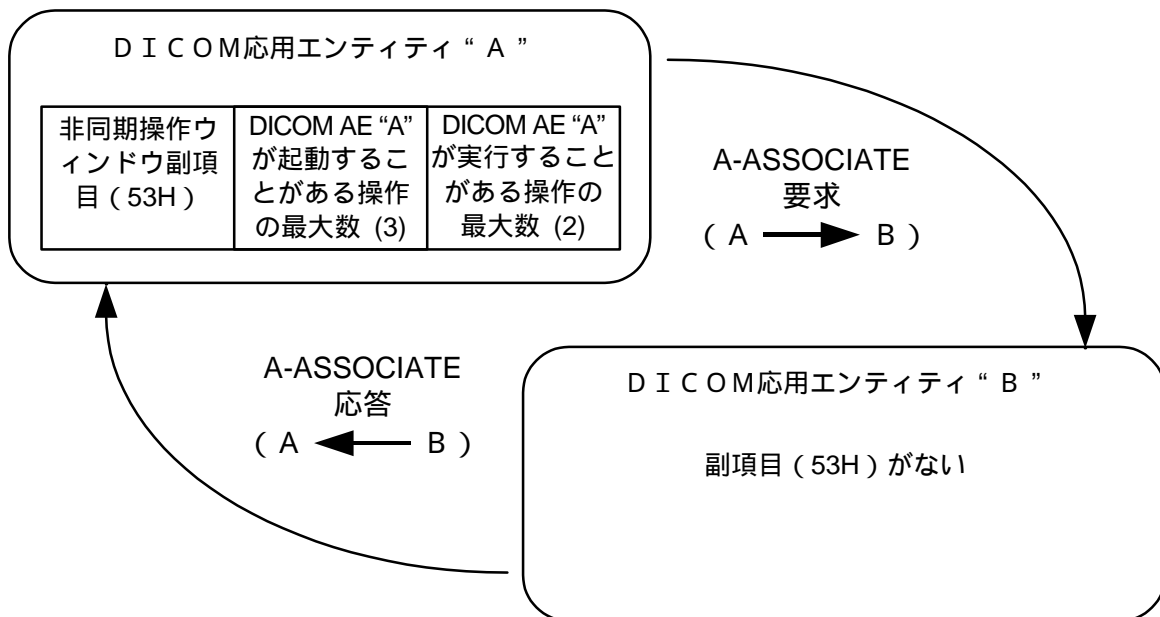 ＤＩＣＯＭ応用エンティティ“Ａ”
非同期操作ウ
ィンドウ副項
目（53H）
DICOM AE “A”
が起動するこ
とがある操作
の最大数 (3)
DICOM AE “A”
が実行すること
がある操作の
最大数 (2)
A-ASSOCIATE
要求
（Ａ → Ｂ）
A-ASSOCIATE
応答
（Ａ ← Ｂ）
ＤＩＣＯＭ応用エンティティ“Ｂ”
副項目（53H）がない